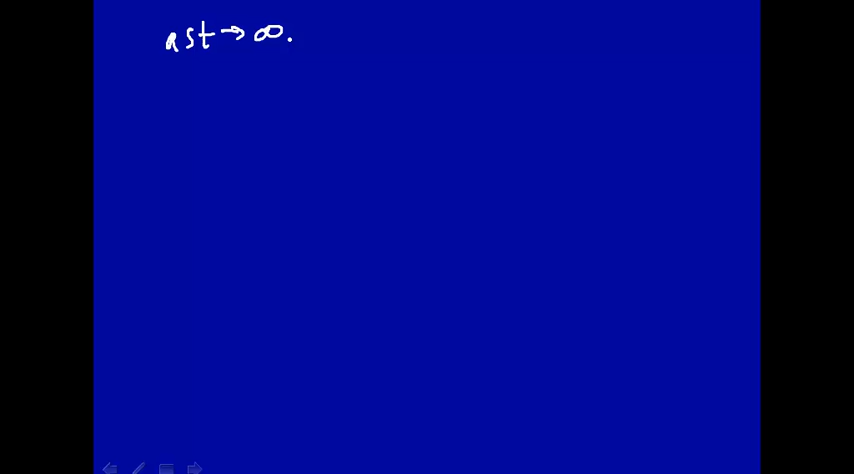 as t → ∞.